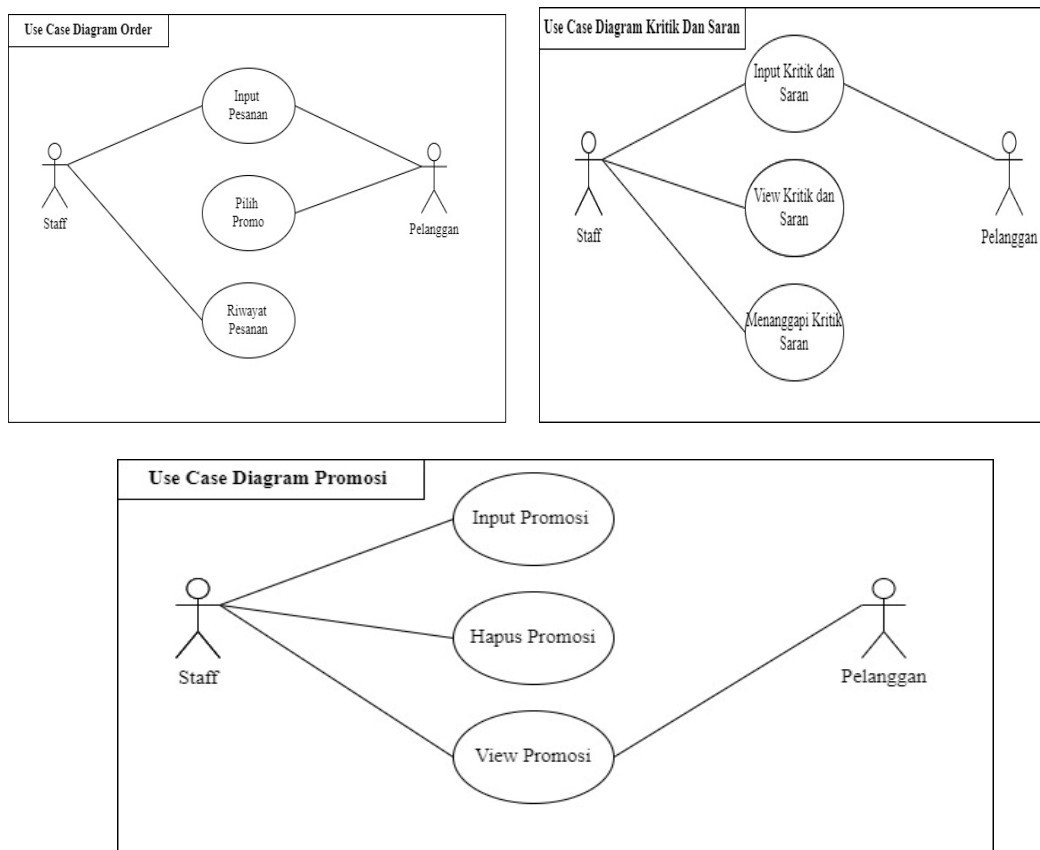 Use Case Diagram Order
Input
Pesanan
Pilih
Promo
Riwayat
Pesanan
Staff
Pelanggan
Use Case Diagram Kritik Dan Saran
Input Kritik dan
Saran
View Kritik dan
Saran
Menanggapi Kritik
Saran
Staff
Pelanggan
Use Case Diagram Promosi
Input Promosi
Hapus Promosi
View Promosi
Staff
Pelanggan